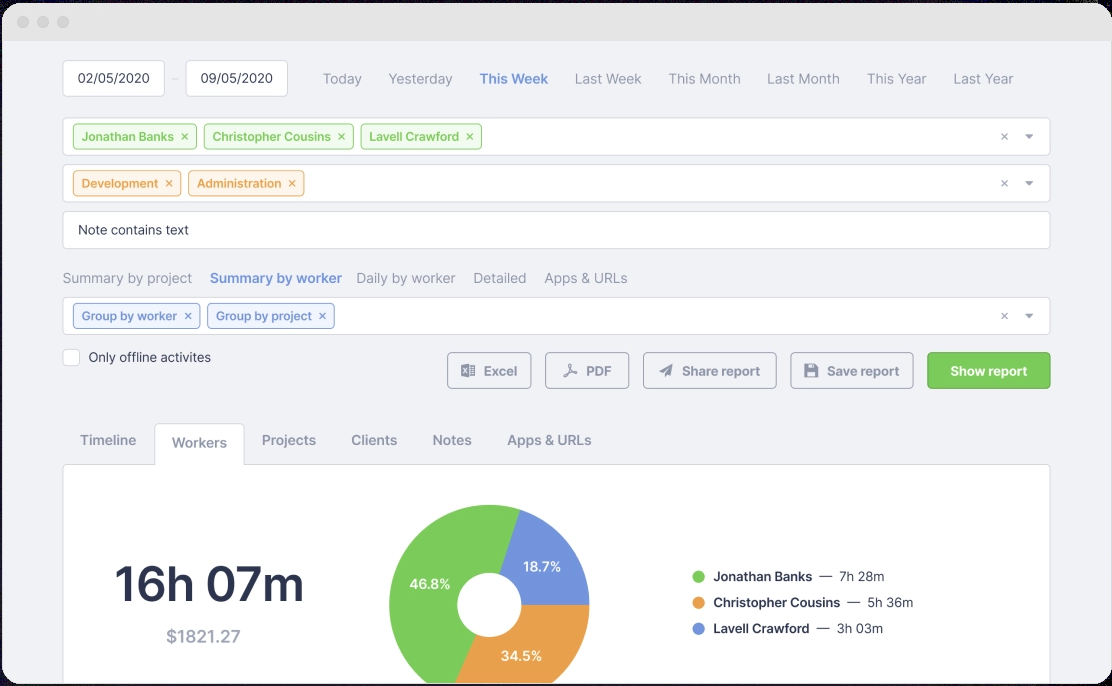 02/05/2020 – 09/05/2020 Today Yesterday This Week Last Week This Month Last Month This Year Last Year
Jonathan Banks × Christopher Cousins × Lavell Crawford ×
Development × Administration ×
Note contains text
Summary by project Summary by worker Daily by worker Detailed Apps & URLs
Group by worker × Group by project ×
Only offline activites
Excel PDF Share report Save report Show report
Timeline Workers Projects Clients Notes Apps & URLs
16h 07m
$1821.27
46.8%
18.7%
34.5%
Jonathan Banks — 7h 28m
Christopher Cousins — 5h 36m
Lavell Crawford — 3h 03m